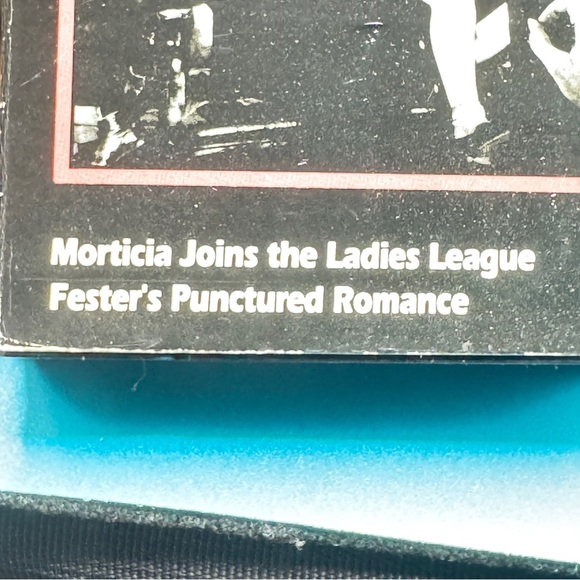 Morticia Joins the Ladies League
Fester's Punctured Romance